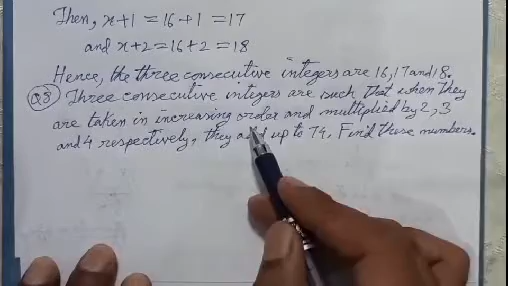 Then, x+1 = 16+1 = 17
and x+2 = 16+2 = 18
Hence, the three consecutive integers are 16, 17 and 18.
Q8 Three consecutive integers are such that when they
are taken in increasing order and multiplied by 2, 3
and 4 respectively, they add up to 74. Find these numbers.